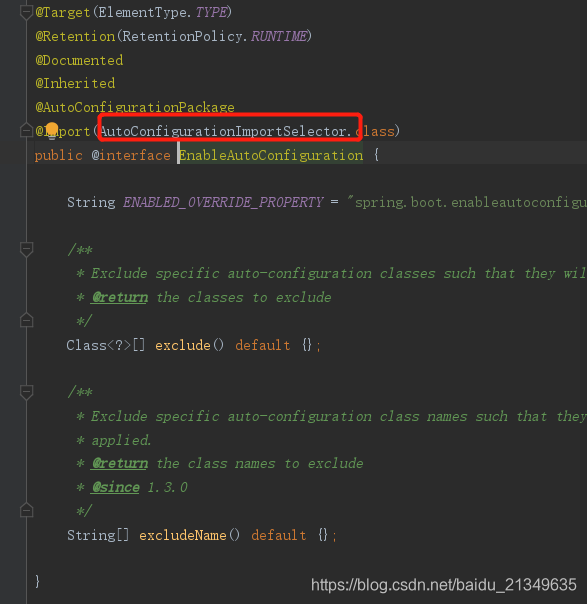 @Target(ElementType.TYPE)
@Retention(RetentionPolicy.RUNTIME)
@Documented
@Inherited
@AutoConfigurationPackage
@Import(AutoConfigurationImportSelector.class)
public @interface EnableAutoConfiguration {
String ENABLED_OVERRIDE_PROPERTY = "spring.boot.enableautoconfigu
/**
* Exclude specific auto-configuration classes such that they wil
* @return the classes to exclude
*/
Class<?>[] exclude() default {};
/**
* Exclude specific auto-configuration class names such that they
* applied.
* @return the class names to exclude
* @since 1.3.0
*/
String[] excludeName() default {};
}
https://blog.csdn.net/baidu_21349635